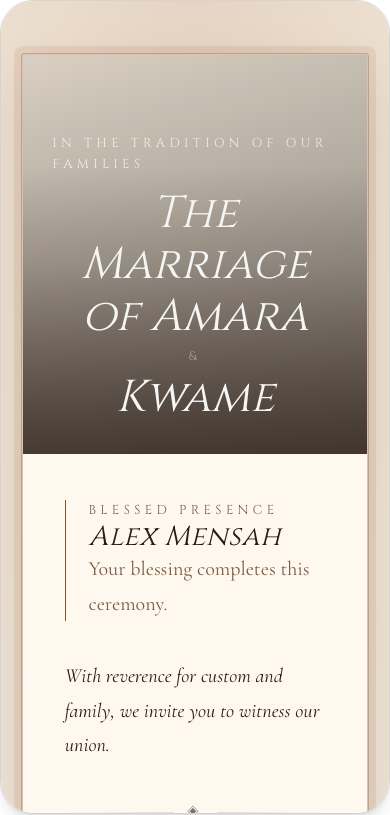 IN THE TRADITION OF OUR
FAMILIES
THE
MARRIAGE
OF AMARA
&
KWAME
BLESSED PRESENCE
ALEX MENSAH
Your blessing completes this
ceremony.
With reverence for custom and
family, we invite you to witness our
union.